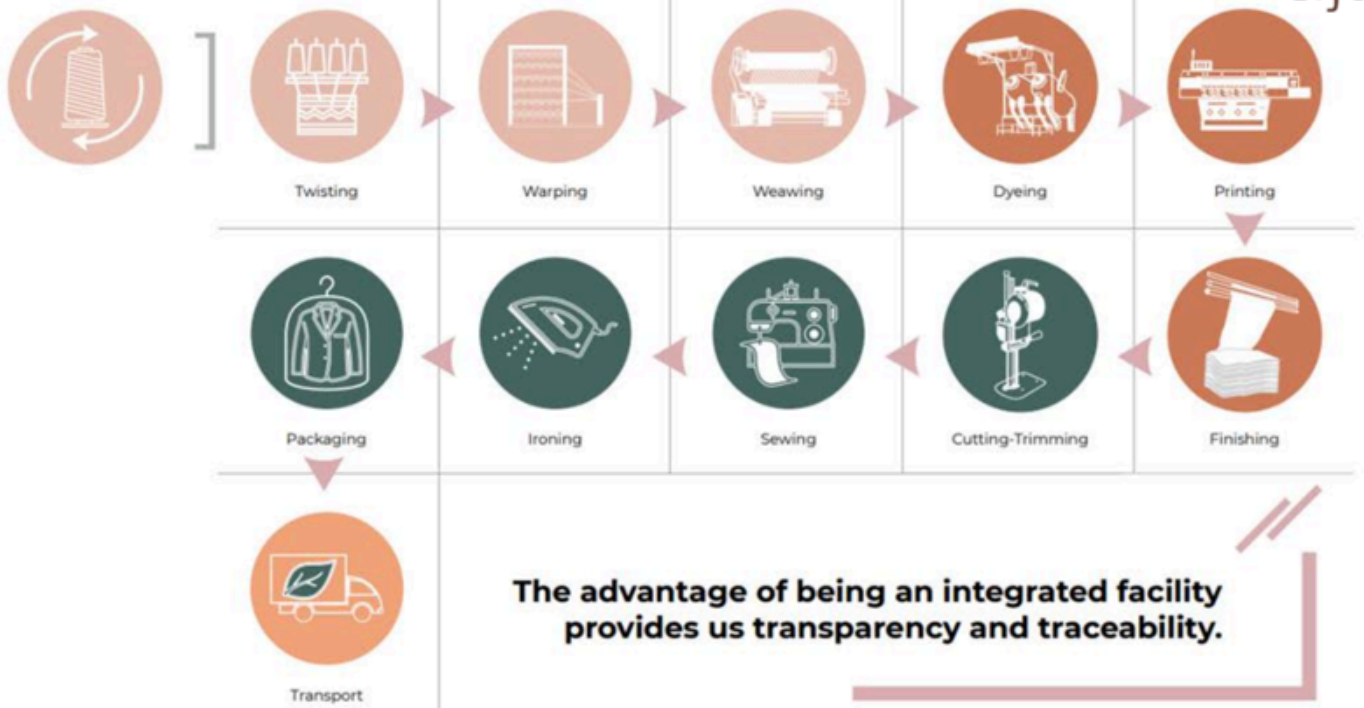 Twisting
Warping
Weawing
Dyeing
Printing
Packaging
Ironing
Sewing
Cutting-Trimming
Finishing
Transport
The advantage of being an integrated facility
provides us transparency and traceability.